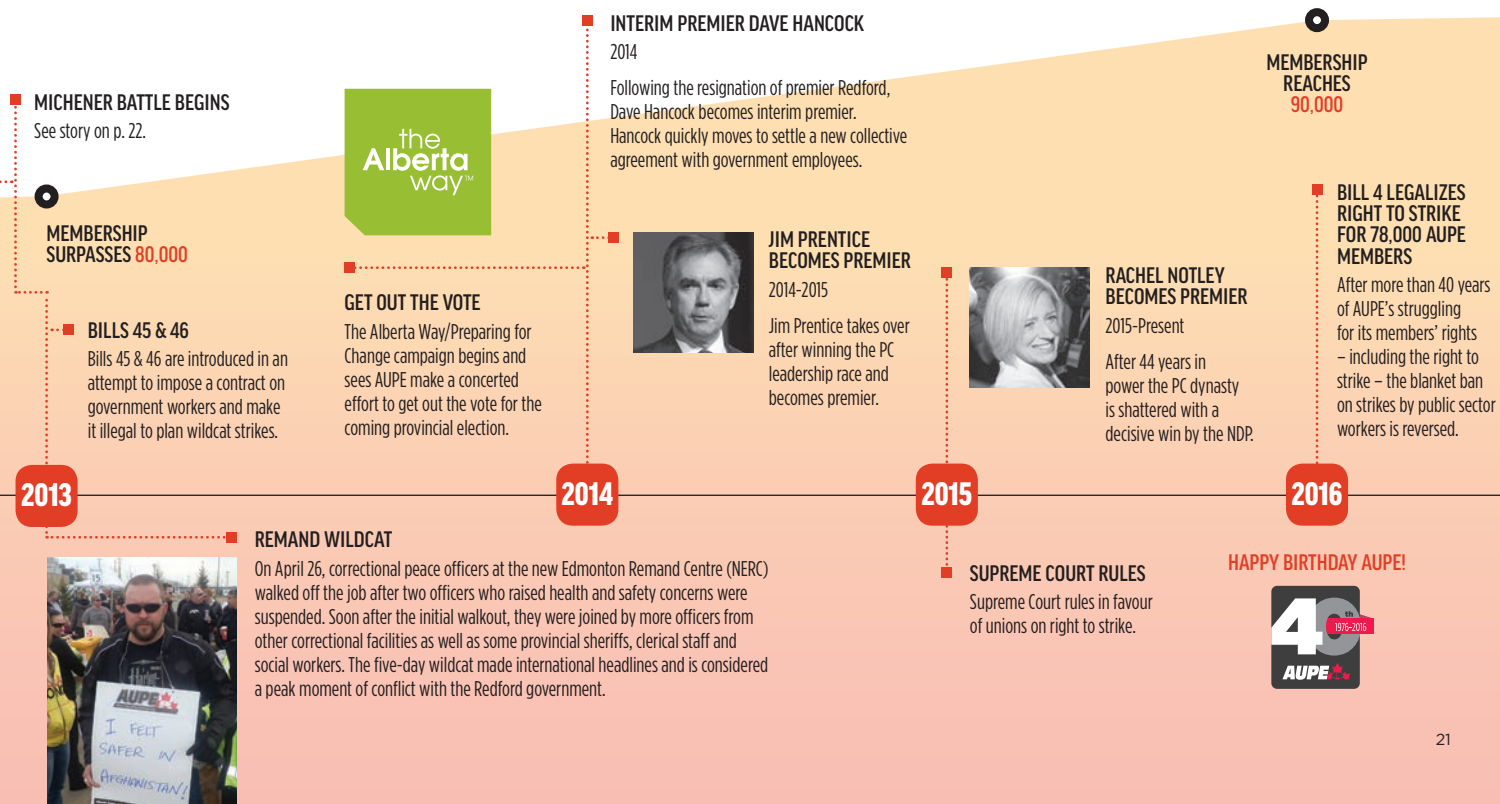 MICHENER BATTLE BEGINS
See story on p. 22.
MEMBERSHIP
SURPASSES 80,000
BILLS 45 & 46
Bills 45 & 46 are introduced in an
attempt to impose a contract on
government workers and make
it illegal to plan wildcat strikes.
the
Alberta
way™
GET OUT THE VOTE
The Alberta Way/Preparing for
Change campaign begins and
sees AUPE make a concerted
effort to get out the vote for the
coming provincial election.
INTERIM PREMIER DAVE HANCOCK
2014
Following the resignation of premier Redford,
Dave Hancock becomes interim premier.
Hancock quickly moves to settle a new collective
agreement with government employees.
JIM PRENTICE
BECOMES PREMIER
2014-2015
Jim Prentice takes over
after winning the PC
leadership race and
becomes premier.
RACHEL NOTLEY
BECOMES PREMIER
2015-Present
After 44 years in
power the PC dynasty
is shattered with a
decisive win by the NDP.
MEMBERSHIP
REACHES
90,000
BILL 4 LEGALIZES
RIGHT TO STRIKE
FOR 78,000 AUPE
MEMBERS
After more than 40 years
of AUPE's struggling
for its members' rights
– including the right to
strike – the blanket ban
on strikes by public sector
workers is reversed.
2013
2014
2015
2016
REMAND WILDCAT
On April 26, correctional peace officers at the new Edmonton Remand Centre (NERC)
walked off the job after two officers who raised health and safety concerns were
suspended. Soon after the initial walkout, they were joined by more officers from
other correctional facilities as well as some provincial sheriffs, clerical staff and
social workers. The five-day wildcat made international headlines and is considered
a peak moment of conflict with the Redford government.
AUPE
I FELT
SAFER IN
AFGHANISTAN!
SUPREME COURT RULES
Supreme Court rules in favour
of unions on right to strike.
HAPPY BIRTHDAY AUPE!
40th
1976-2016
AUPE
21